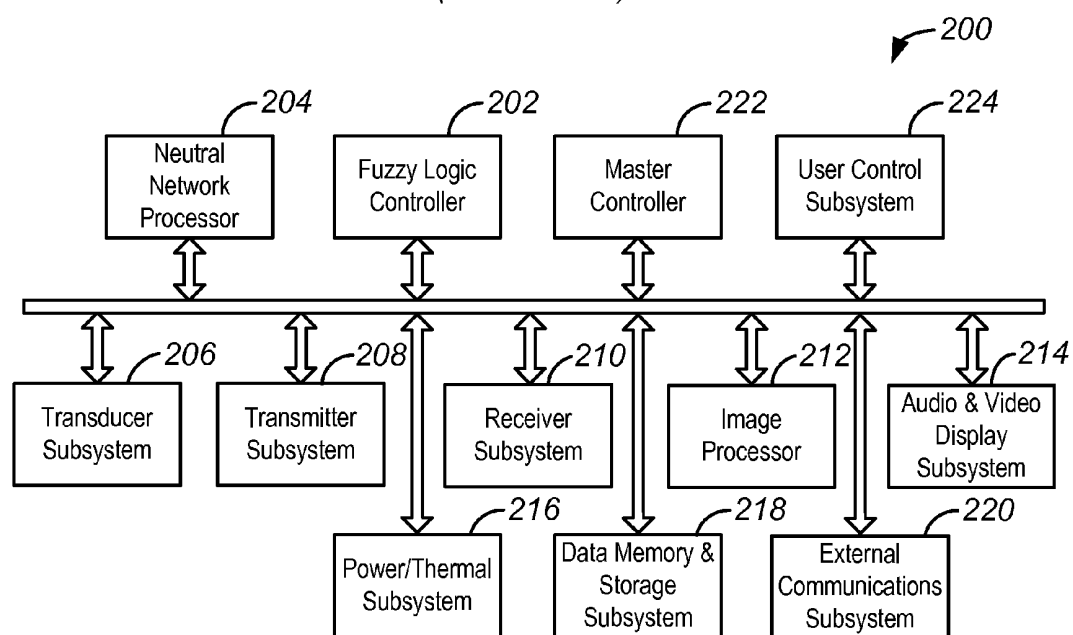 200
204
202
222
224
Neutral
Network
Processor
Fuzzy Logic
Controller
Master
Controller
User Control
Subsystem
206
208
210
212
214
Transducer
Subsystem
Transmitter
Subsystem
Receiver
Subsystem
Image
Processor
Audio & Video
Display
Subsystem
216
218
220
Power/Thermal
Subsystem
Data Memory &
Storage
Subsystem
External
Communications
Subsystem